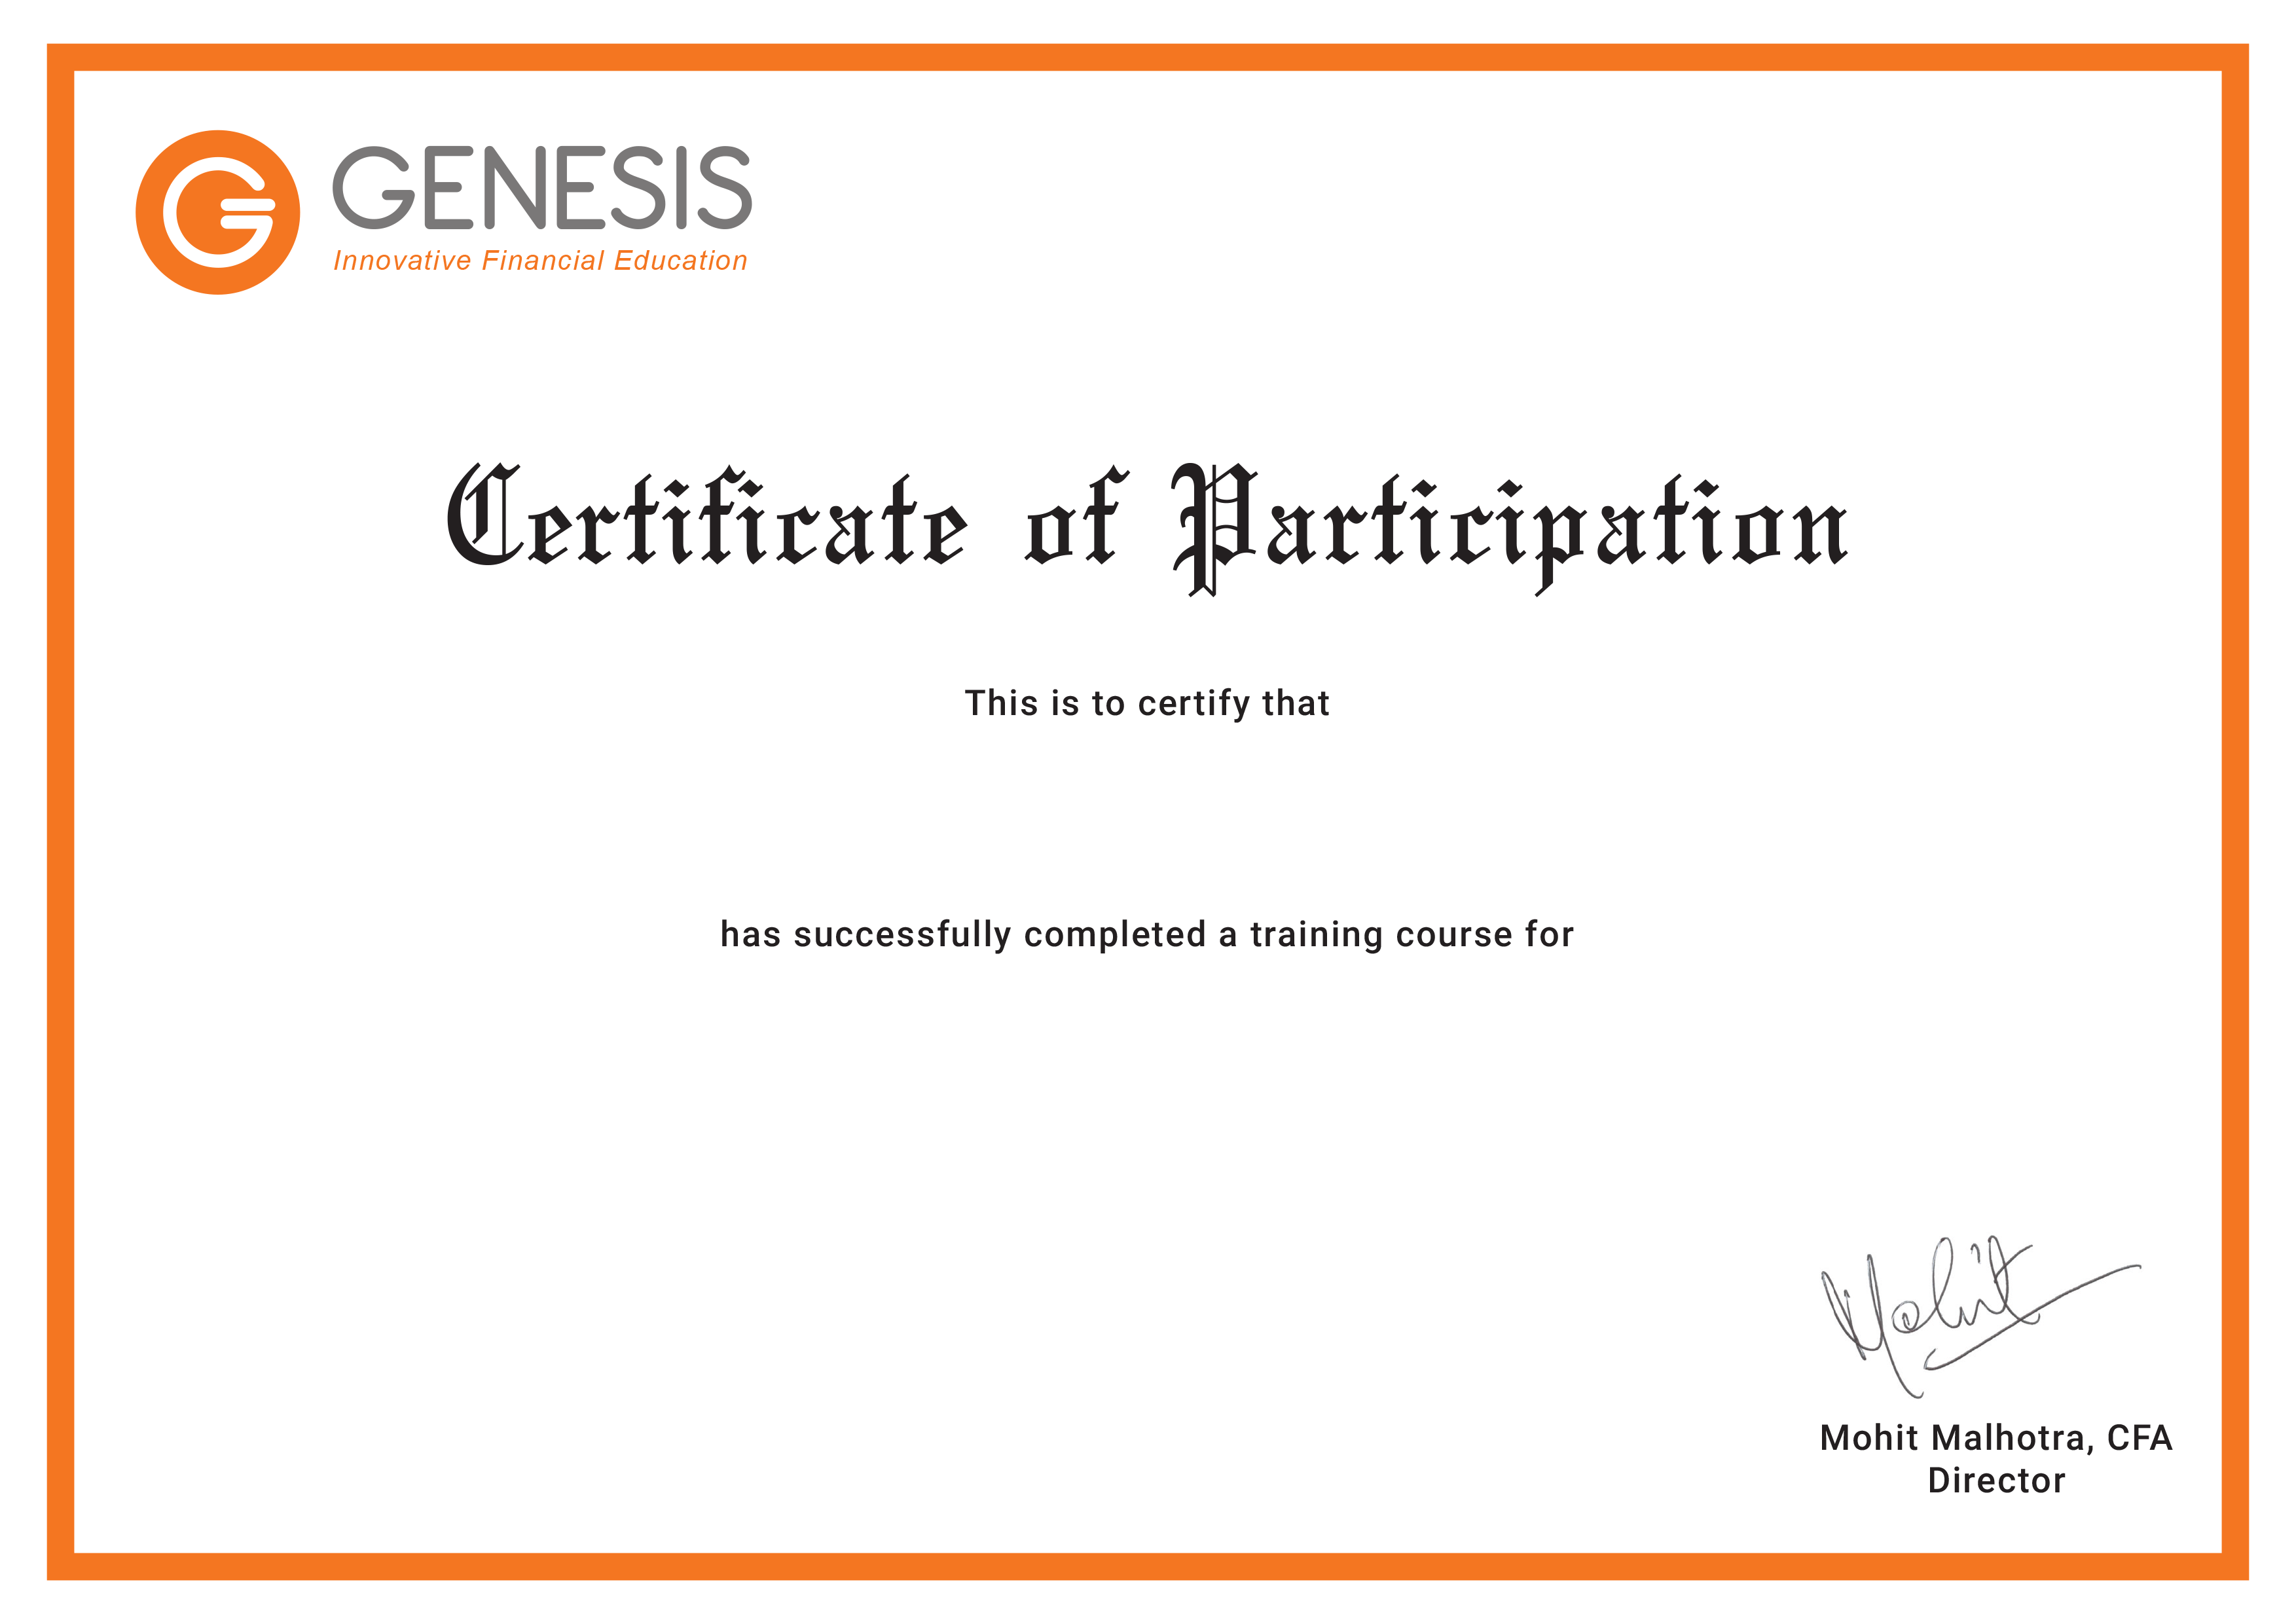 GENESIS
Innovative Financial Education
Certificate of Participation
This is to certify that
has successfully completed a training course for
Mohit
Mohit Malhotra, CFA
Director